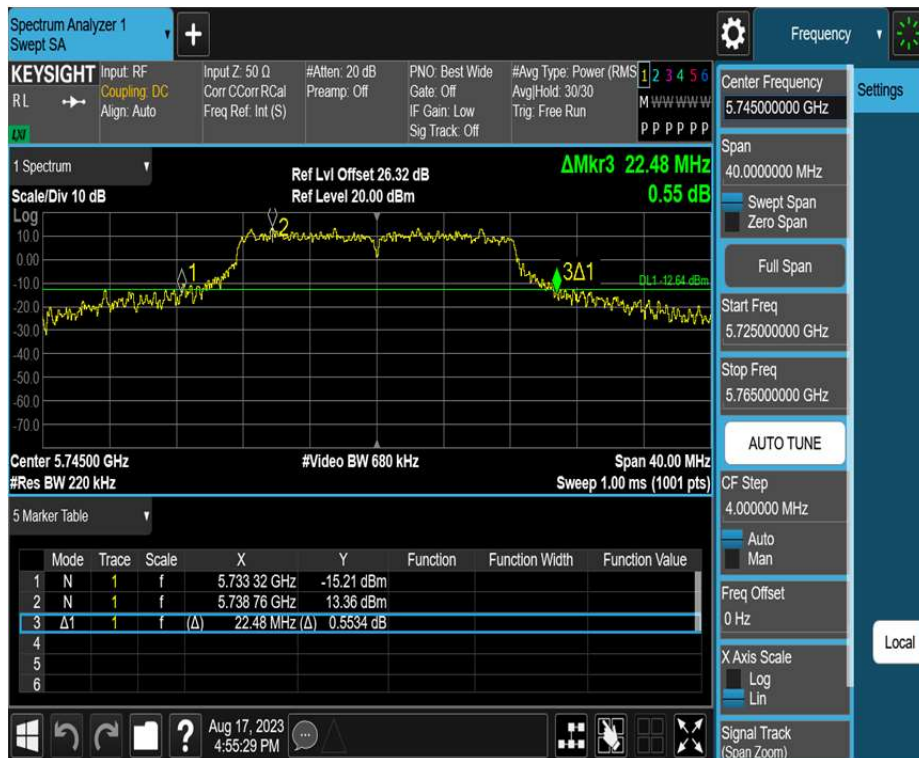 Spectrum Analyzer 1
Swept SA
+
Frequency
KEYSIGHT
RL
LXI
Input: RF
Coupling: DC
Align: Auto
Input Z: 50 Ω
Corr CCorr RCal
Freq Ref: Int (S)
#Atten: 20 dB
Preamp: Off
PNO: Best Wide
Gate: Off
IF Gain: Low
Sig Track: Off
#Avg Type: Power (RMS
Avg|Hold: 30/30
Trig: Free Run
1 2 3 4 5 6
M W W W W W
P P P P P P
1 Spectrum
Scale/Div 10 dB
Ref Lvl Offset 26.32 dB
Ref Level 20.00 dBm
ΔMkr3 22.48 MHz
0.55 dB
Log
10.0
0.00
-10.0
-20.0
-30.0
-40.0
-50.0
-60.0
-70.0
2
1
3Δ1
DL1 -12.64 dBm
Center 5.74500 GHz
#Video BW 680 kHz
Span 40.00 MHz
#Res BW 220 kHz
Sweep 1.00 ms (1001 pts)
5 Marker Table
Mode Trace Scale X Y Function Function Width Function Value
1 N 1 f 5.733 32 GHz -15.21 dBm
2 N 1 f 5.738 76 GHz 13.36 dBm
3 Δ1 1 f (Δ) 22.48 MHz (Δ) 0.5534 dB
4
5
6
?
Aug 17, 2023
4:55:29 PM
Center Frequency
5.745000000 GHz
Settings
Span
40.0000000 MHz
Swept Span
Zero Span
Full Span
Start Freq
5.725000000 GHz
Stop Freq
5.765000000 GHz
AUTO TUNE
CF Step
4.000000 MHz
Auto
Man
Freq Offset
0 Hz
Local
X Axis Scale
Log
Lin
Signal Track
(Span Zoom)